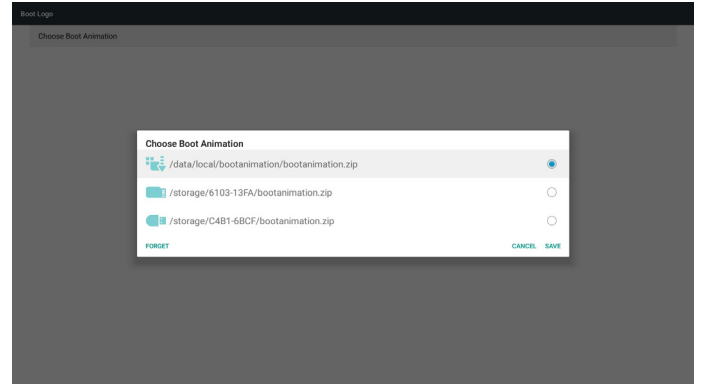 Boot Logo
Choose Boot Animation
Choose Boot Animation
/data/local/bootanimation/bootanimation.zip
/storage/6103-13FA/bootanimation.zip
/storage/C4B1-6BCF/bootanimation.zip
FORGET CANCEL SAVE